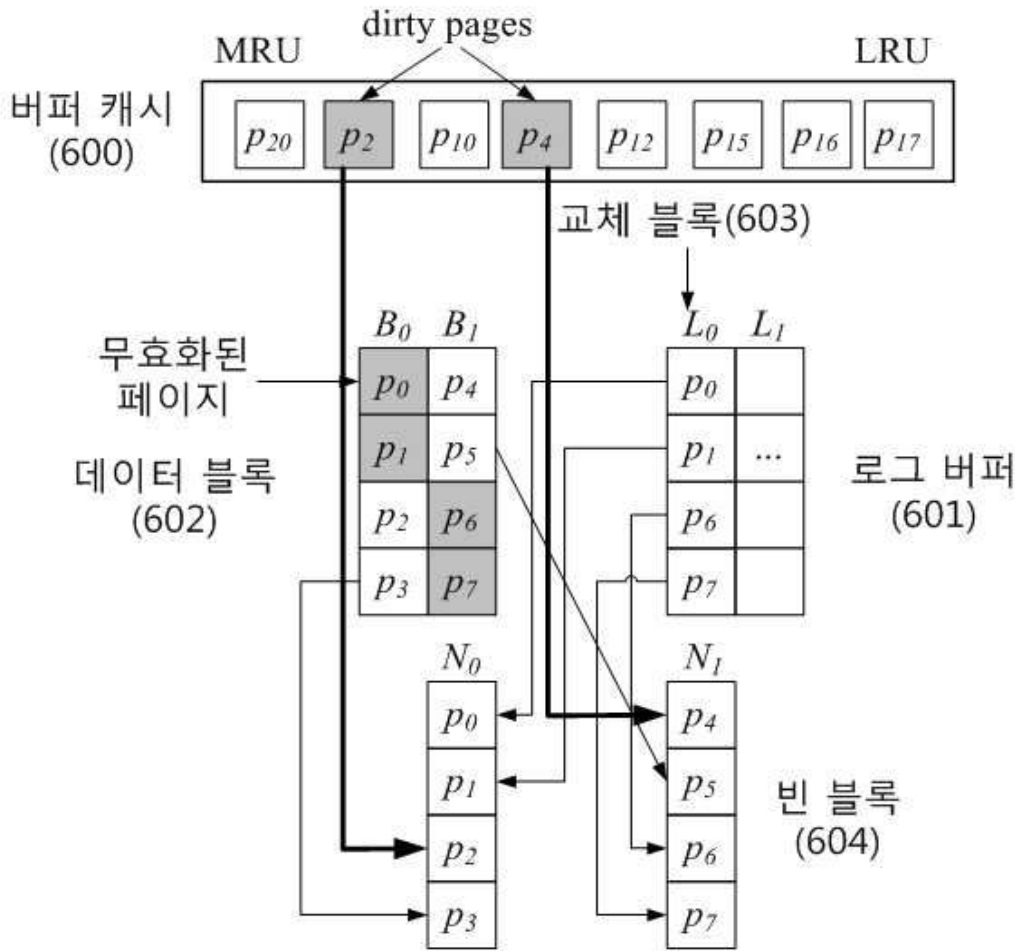 dirty pages
MRU
LRU
버퍼 캐시
(600)
p20 p2 p10 p4 p12 p15 p16 p17
교체 블록(603)
B0 B1
L0 L1
무효화된
페이지
데이터 블록
(602)
p0 p4
p1 p5
p2 p6
p3 p7
p0
p1 ...
p6
p7
로그 버퍼
(601)
N0
p0
p1
p2
p3
N1
p4
p5
p6
p7
빈 블록
(604)